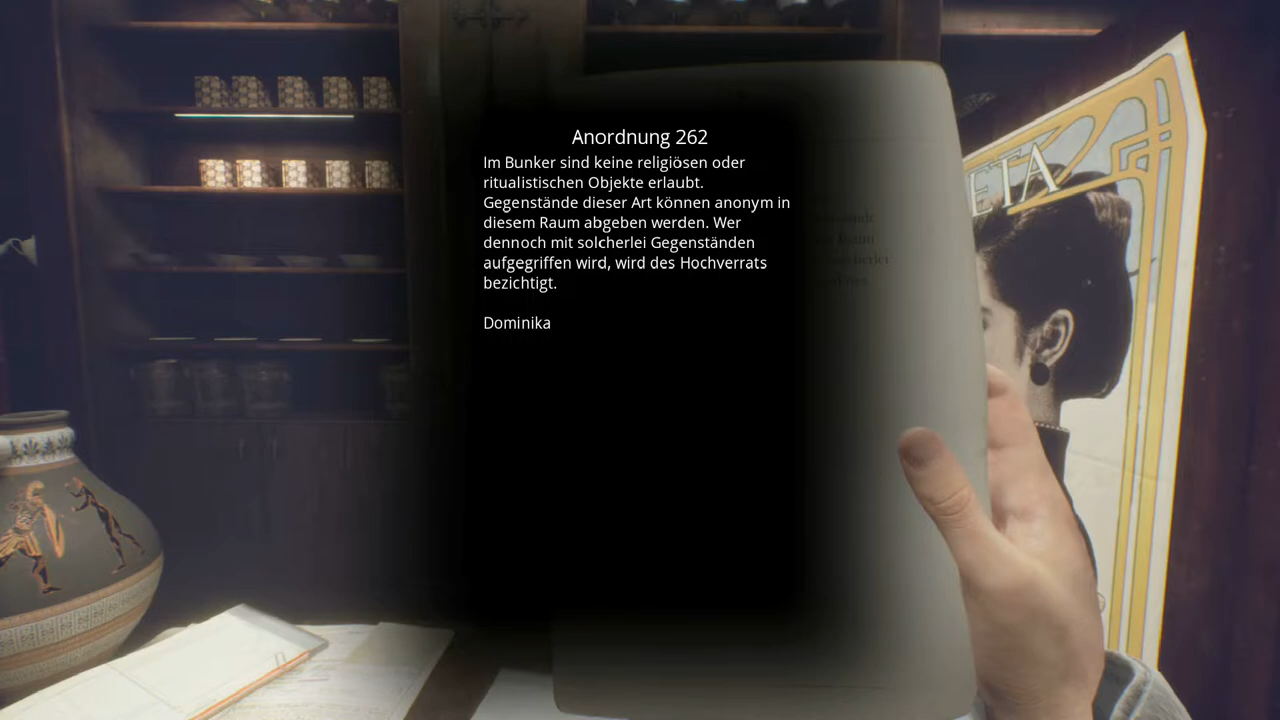 Anordnung 262
Im Bunker sind keine religiösen oder
ritualistischen Objekte erlaubt.
Gegenstände dieser Art können anonym in
diesem Raum abgeben werden. Wer
dennoch mit solcherlei Gegenständen
aufgegriffen wird, wird des Hochverrats
bezichtigt.
Dominika
ETA